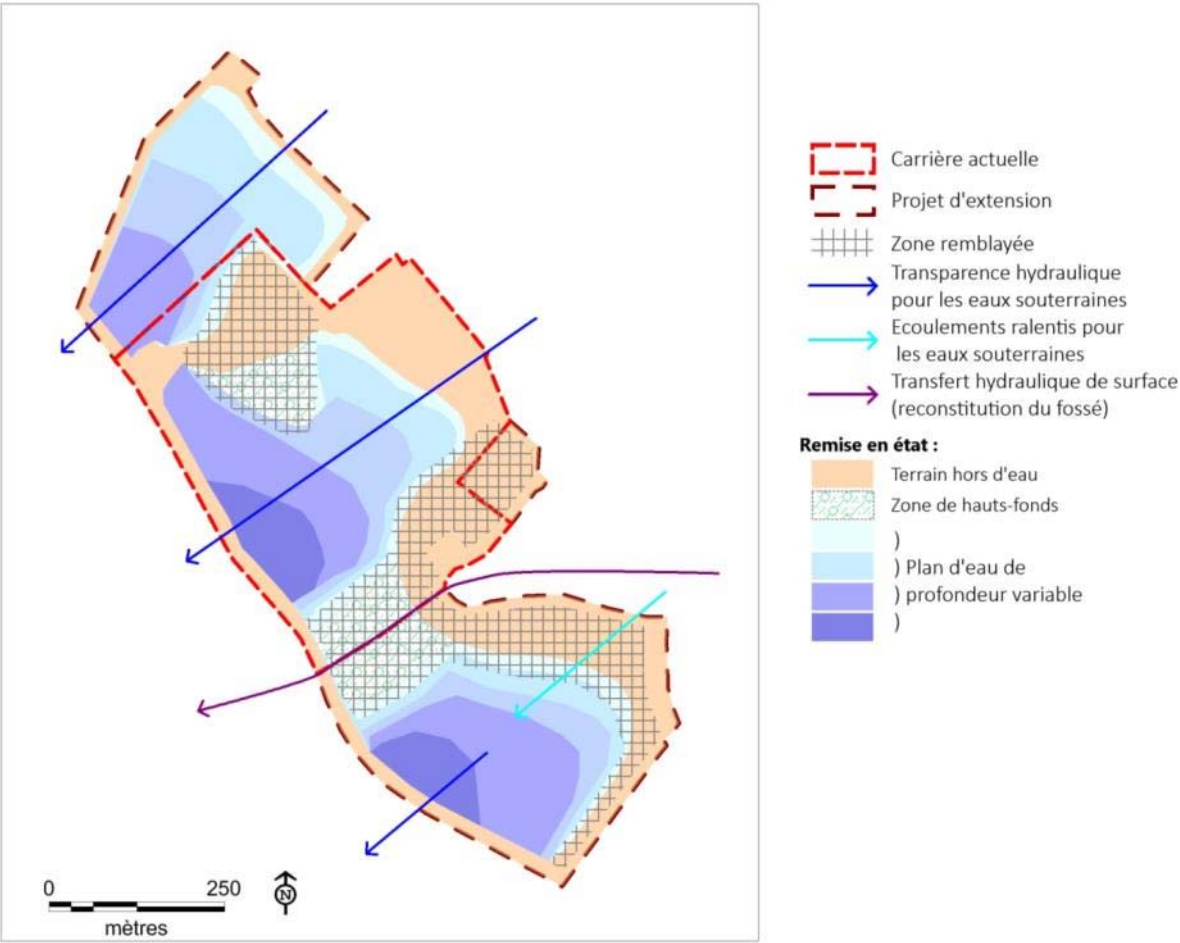 Carrière actuelle
Projet d'extension
Zone remblayée
Transparence hydraulique
pour les eaux souterraines
Ecoulements ralentis pour
les eaux souterraines
Transfert hydraulique de surface
(reconstitution du fossé)
Remise en état :
Terrain hors d'eau
Zone de hauts-fonds
)
) Plan d'eau de
) profondeur variable
)
0 250
N
mètres